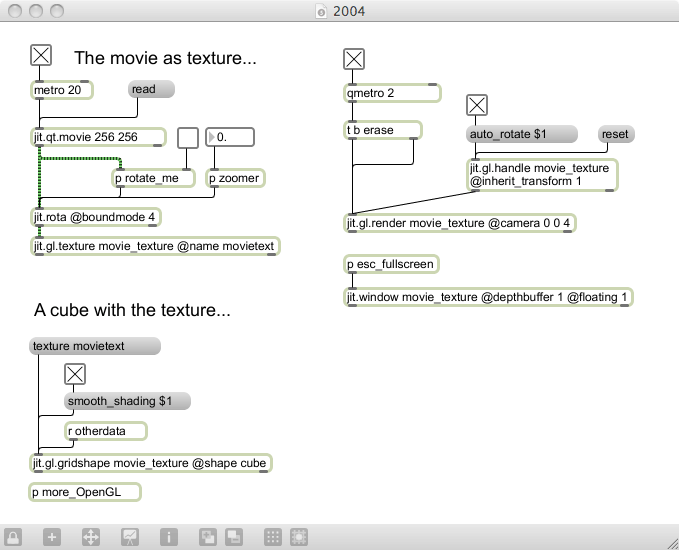 2004
The movie as texture...
metro 20
read
jit.qt.movie 256 256
0.
p rotate_me
p zoomer
jit.rota @boundmode 4
jit.gl.texture movie_texture @name movietext
qmetro 2
t b erase
auto_rotate $1
reset
jit.gl.handle movie_texture
@inherit_transform 1
jit.gl.render movie_texture @camera 0 0 4
p esc_fullscreen
jit.window movie_texture @depthbuffer 1 @floating 1
A cube with the texture...
texture movietext
smooth_shading $1
r otherdata
jit.gl.gridshape movie_texture @shape cube
p more_OpenGL